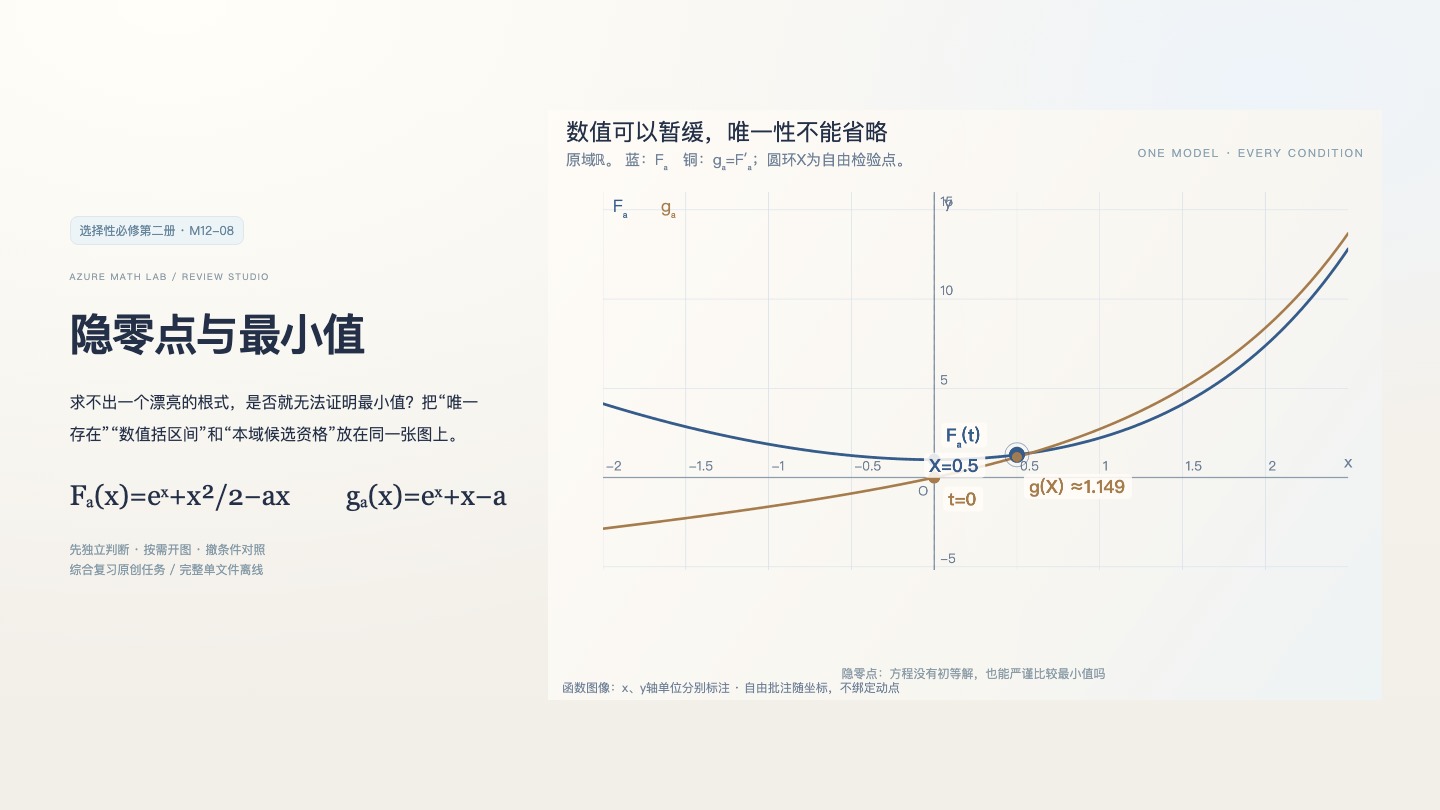 选择性必修第二册 · M12–08
AZURE MATH LAB / REVIEW STUDIO
隐零点与最小值
求不出一个漂亮的根式，是否就无法证明最小值？把“唯一
存在”“数值括区间”和“本域候选资格”放在同一张图上。
Fₐ(x)=eˣ+x²/2−ax gₐ(x)=eˣ+x−a
先独立判断 · 按需开图 · 撤条件对照
综合复习原创任务 / 完整单文件离线
数值可以暂缓，唯一性不能省略
原域ℝ。 蓝：Fₐ 铜：gₐ=F′ₐ；圆环X为自由检验点。
ONE MODEL · EVERY CONDITION
Fₐ gₐ
15
y
10
5
Fₐ(t)
X=0.5
−2 −1.5 −1 −0.5 0.5 1 1.5 2 x
O
t=0
g(X) ≈1.149
−5
隐零点：方程没有初等解，也能严谨比较最小值吗
函数图像：x、y轴单位分别标注 · 自由批注随坐标，不绑定动点